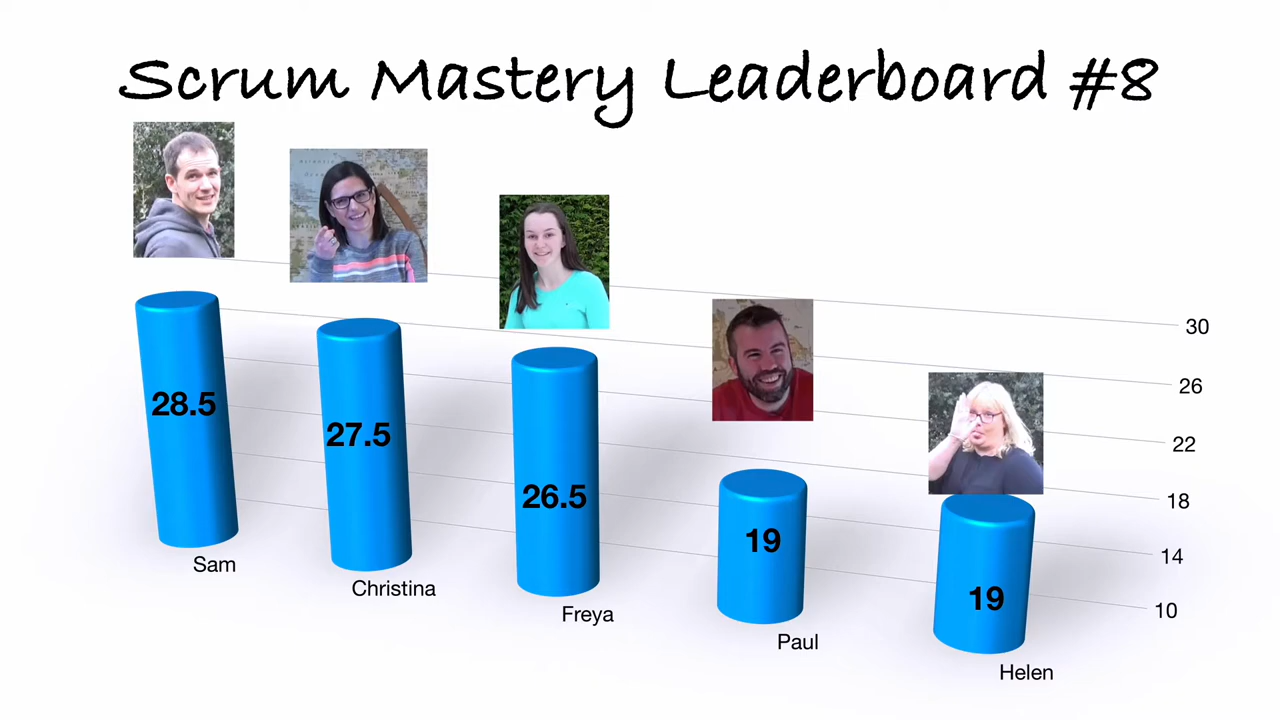 Scrum Mastery Leaderboard #8
30
26
22
18
14
10
28.5
27.5
26.5
19
19
Sam
Christina
Freya
Paul
Helen